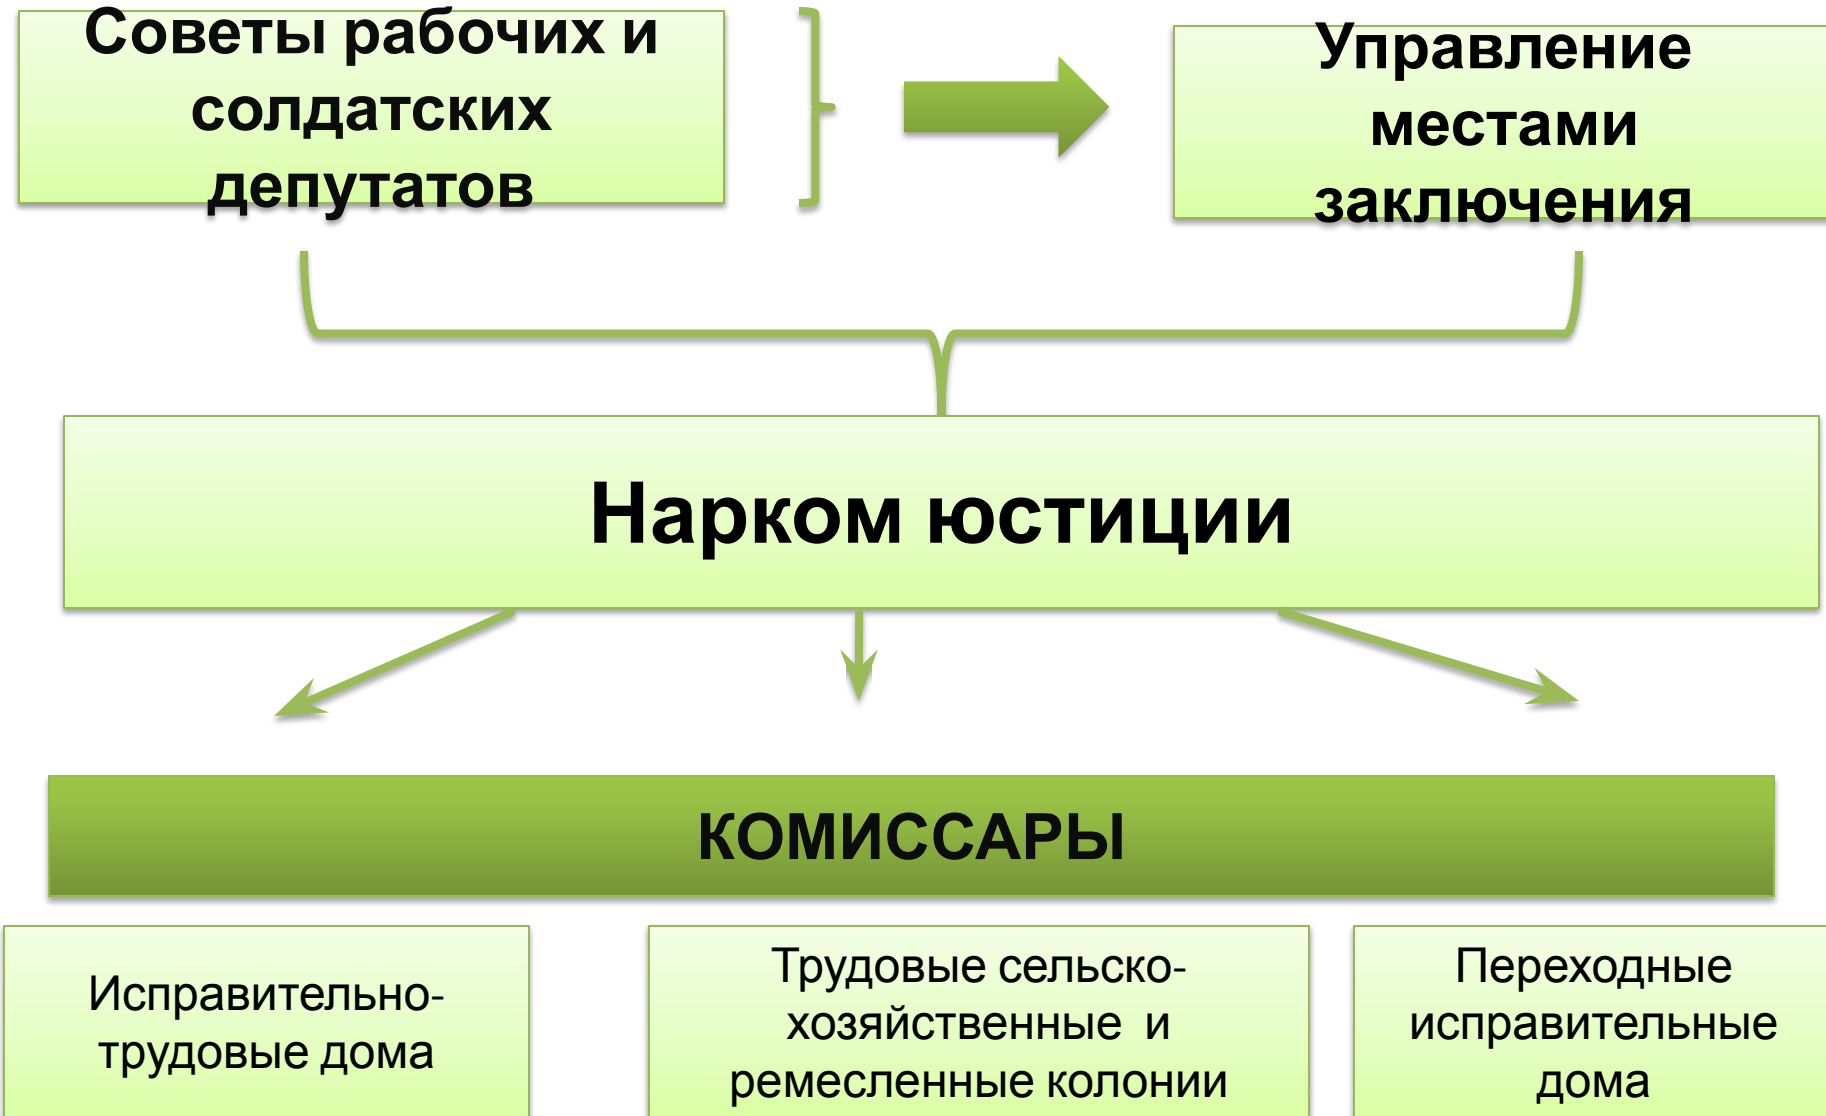 Советы рабочих и
солдатских
депутатов
Управление
местами
заключения
Нарком юстиции
КОМИССАРЫ
Исправительно-
трудовые дома
Трудовые сельско-
хозяйственные и
ремесленные колонии
Переходные
исправительные
дома